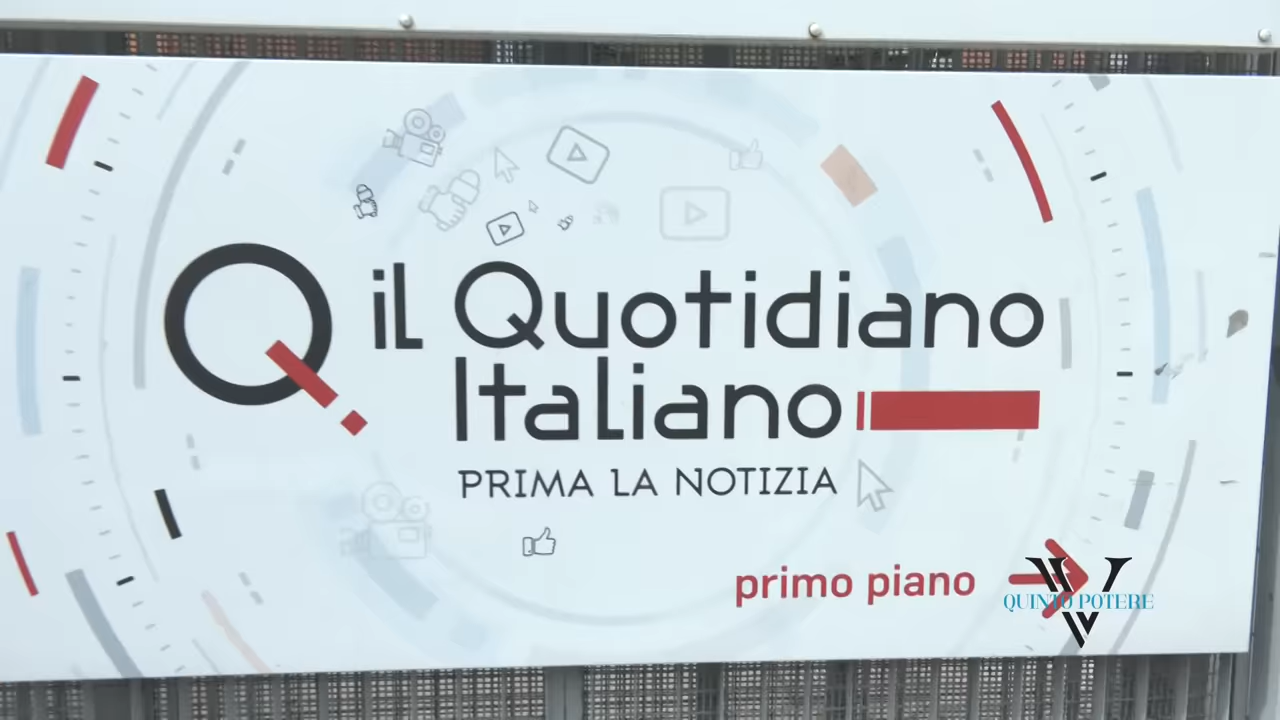 Q il Quotidiano
Italiano
PRIMA LA NOTIZIA
primo piano
V
QUINTO POTERE